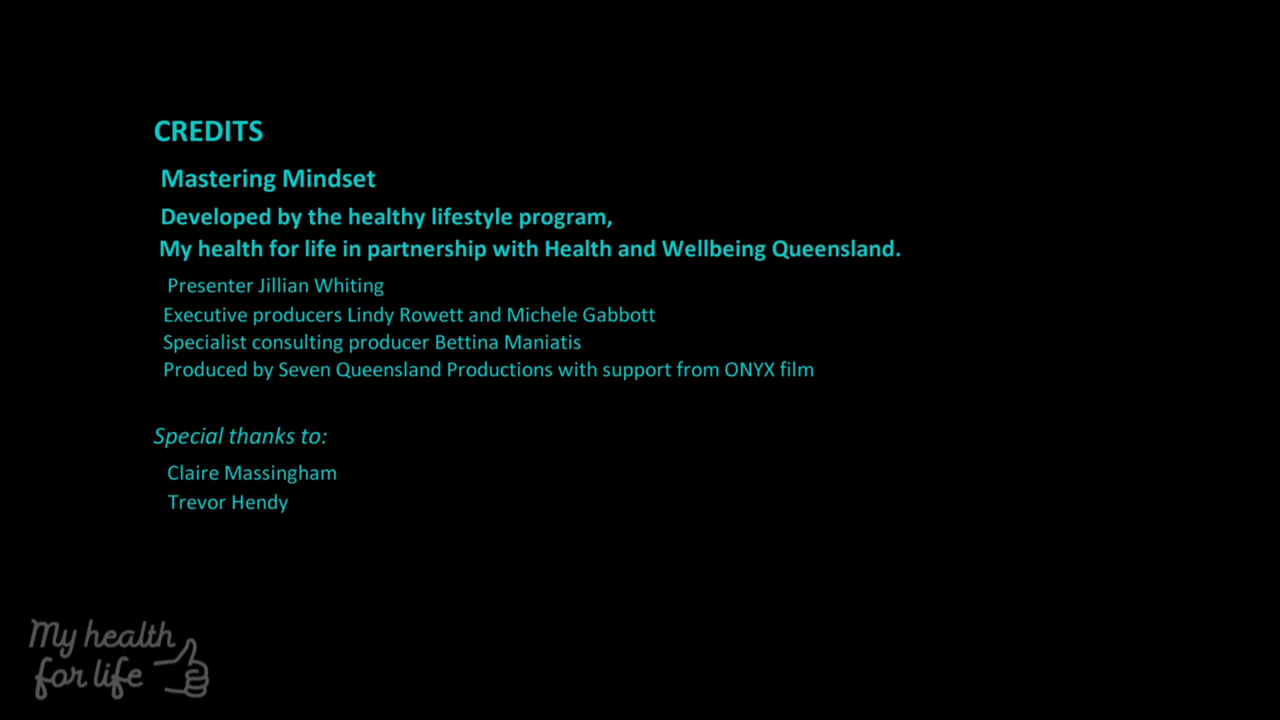 CREDITS
Mastering Mindset
Developed by the healthy lifestyle program,
My health for life in partnership with Health and Wellbeing Queensland.
Presenter Jillian Whiting
Executive producers Lindy Rowett and Michele Gabbott
Specialist consulting producer Bettina Maniatis
Produced by Seven Queensland Productions with support from ONYX film
Special thanks to:
Claire Massingham
Trevor Hendy
My health
for life